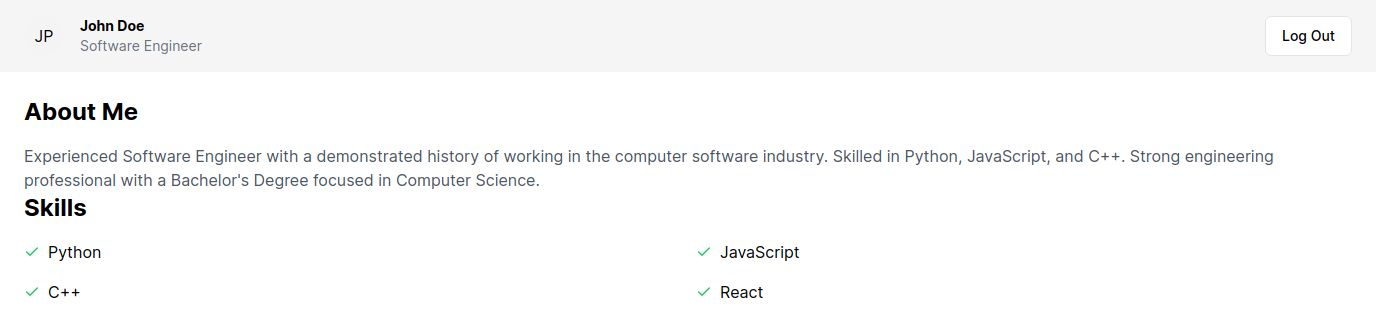 JP
John Doe
Software Engineer
Log Out
About Me
Experienced Software Engineer with a demonstrated history of working in the computer software industry. Skilled in Python, JavaScript, and C++. Strong engineering
professional with a Bachelor's Degree focused in Computer Science.
Skills
Python
JavaScript
C++
React